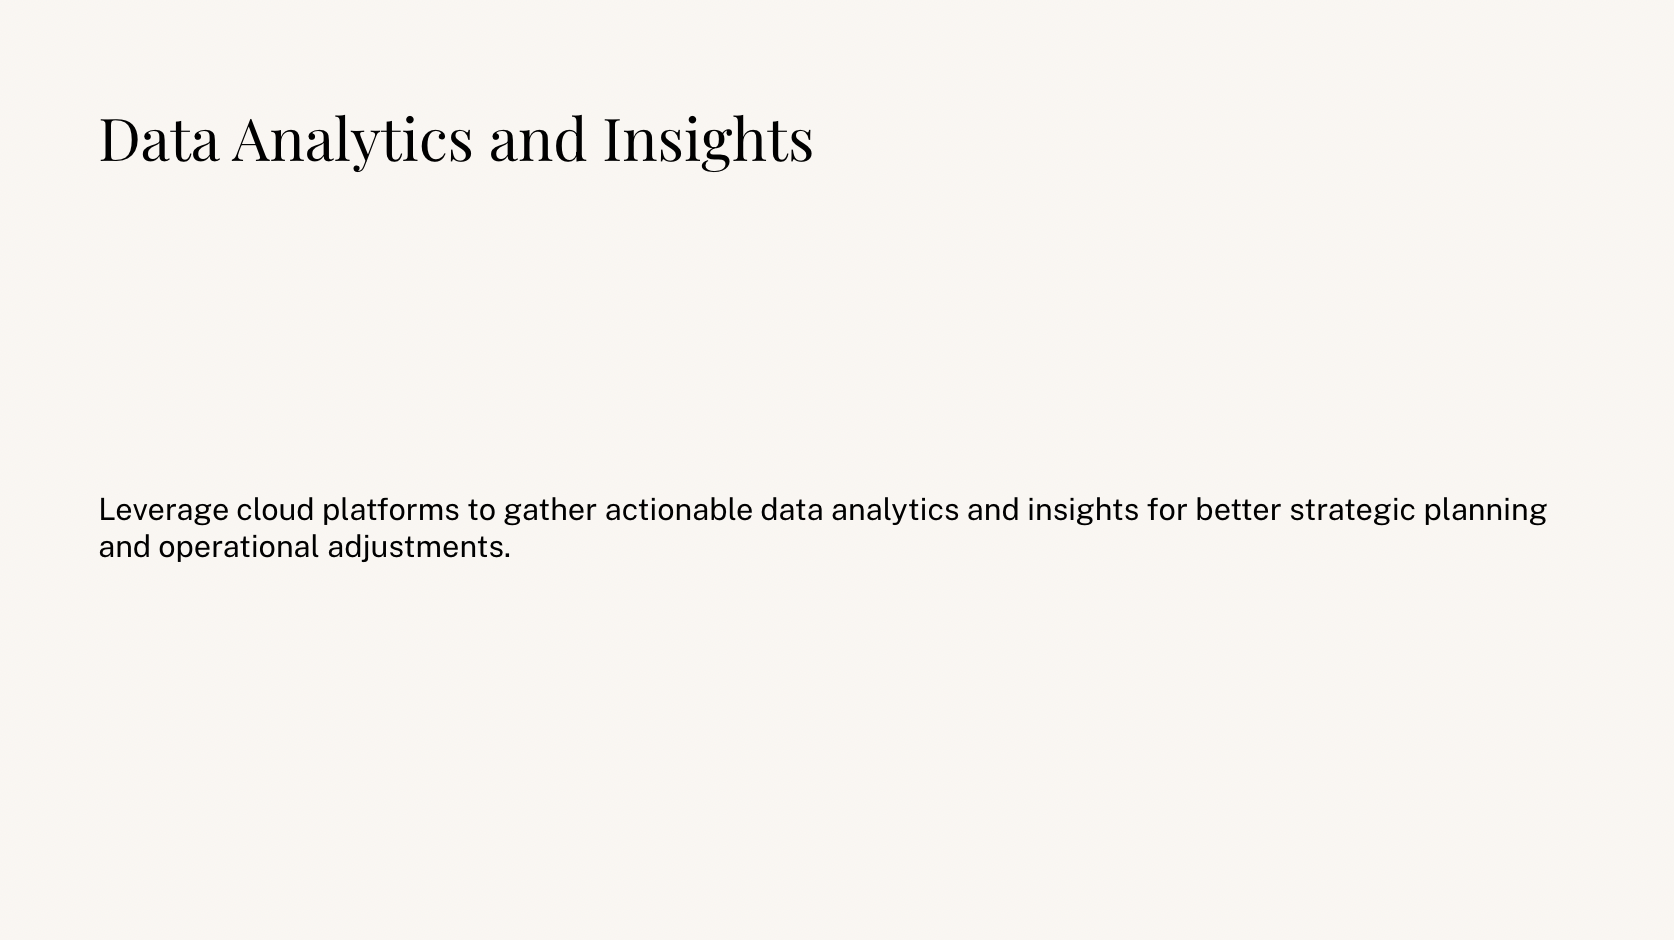 Data Analytics and Insights
Leverage cloud platforms to gather actionable data analytics and insights for better strategic planning
and operational adjustments.